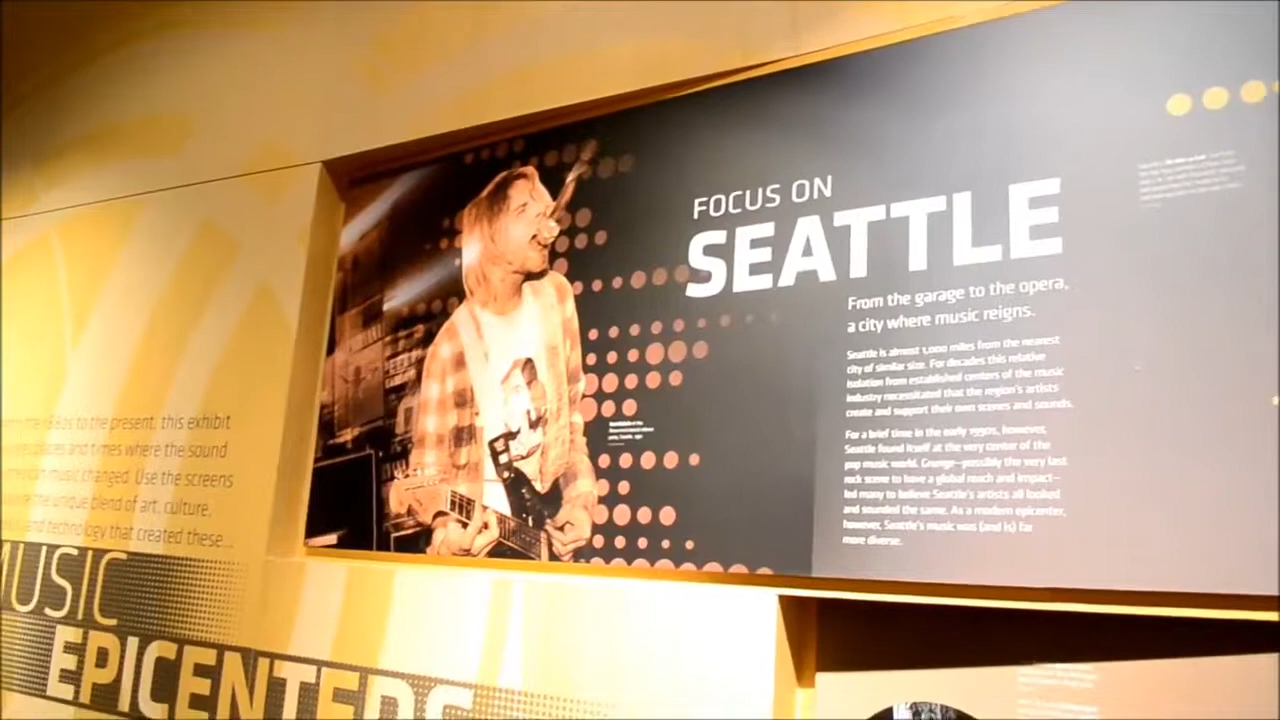 FOCUS ON
SEATTLE
From the garage to the opera,
a city where music reigns.
Seattle is almost 1,000 miles from the nearest
city of similar size. For decades this relative
isolation from established centers of the music
industry necessitated that the region's artists
create and support their own scenes and sounds.
For a brief time in the early 1990s, however,
Seattle found itself at the very center of the
pop music world. Grunge—possibly the very last
rock scene to have a global reach and impact—
led many to believe Seattle's artists all looked
and sounded the same. As a modern epicenter,
however, Seattle's music was (and is) far
more diverse.
to the present, this exhibit
and times where the sound
music changed. Use the screens
the unique blend of art, culture,
and technology that created these...
MUSIC
EPICENTERS